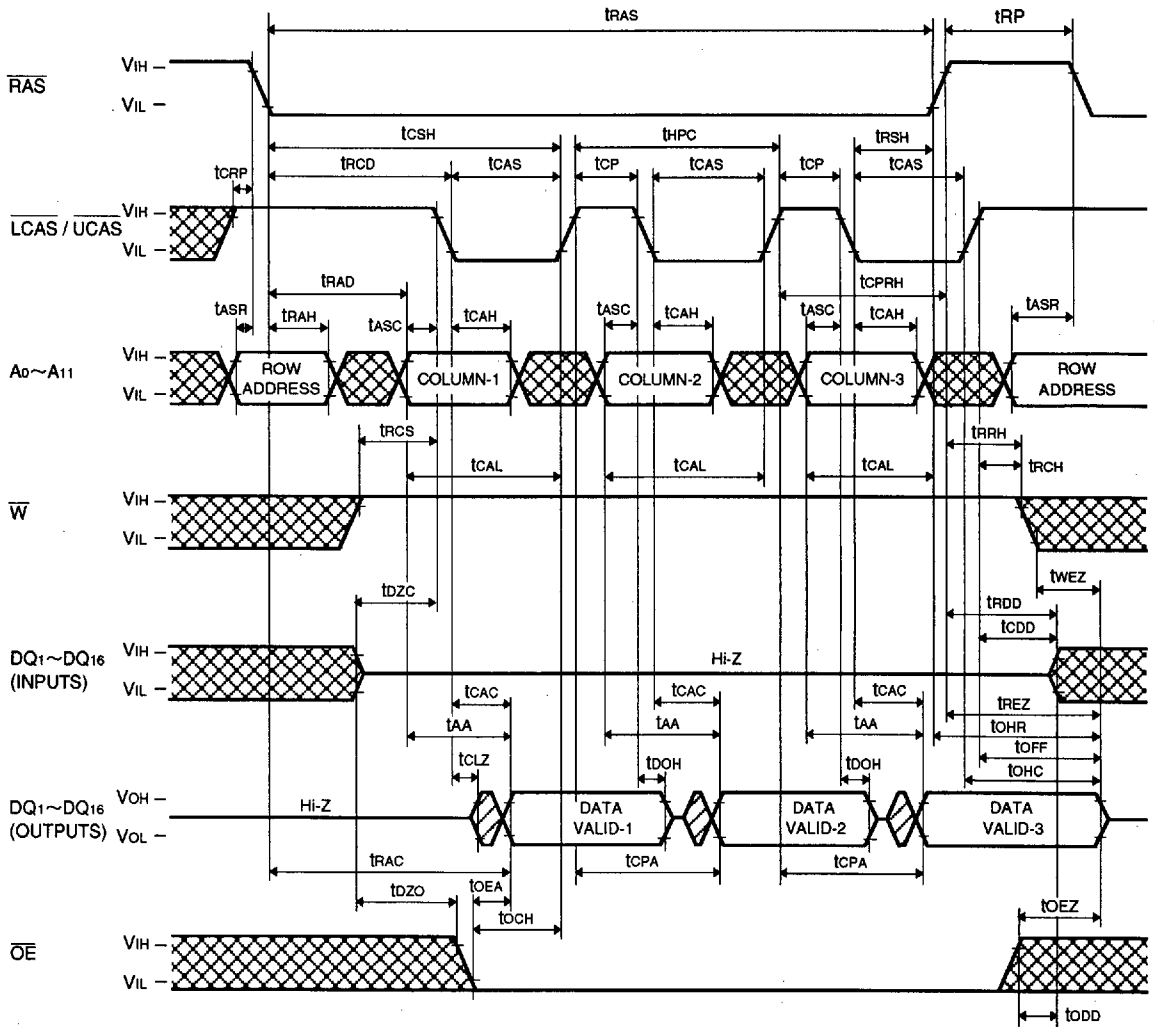 tRAS tRP
RAS VIH VIL
tCSH tHPC tRSH
tRCD tCAS tCP tCAS tCP tCAS
tCRP
LCAS / UCAS VIH VIL
tRAD tCPRH
tASR tRAH tASC tCAH tASC tCAH tASC tCAH tASR
A0~A11 VIH VIL ROW ADDRESS COLUMN-1 COLUMN-2 COLUMN-3 ROW ADDRESS
tRCS tRRH
tCAL tCAL tCAL tRCH
W VIH VIL
tWEZ
tDZC tRDD
tCDD
DQ1~DQ16 (INPUTS) VIH VIL Hi-Z
tCAC tCAC tCAC tREZ
tAA tAA tAA tOHR
tOFF
tCLZ tDOH tDOH tOHC
DQ1~DQ16 (OUTPUTS) VOH VOL Hi-Z DATA VALID-1 DATA VALID-2 DATA VALID-3
tRAC tCPA tCPA
tDZO tOEA tOEZ
tOCH
OE VIH VIL
tODD